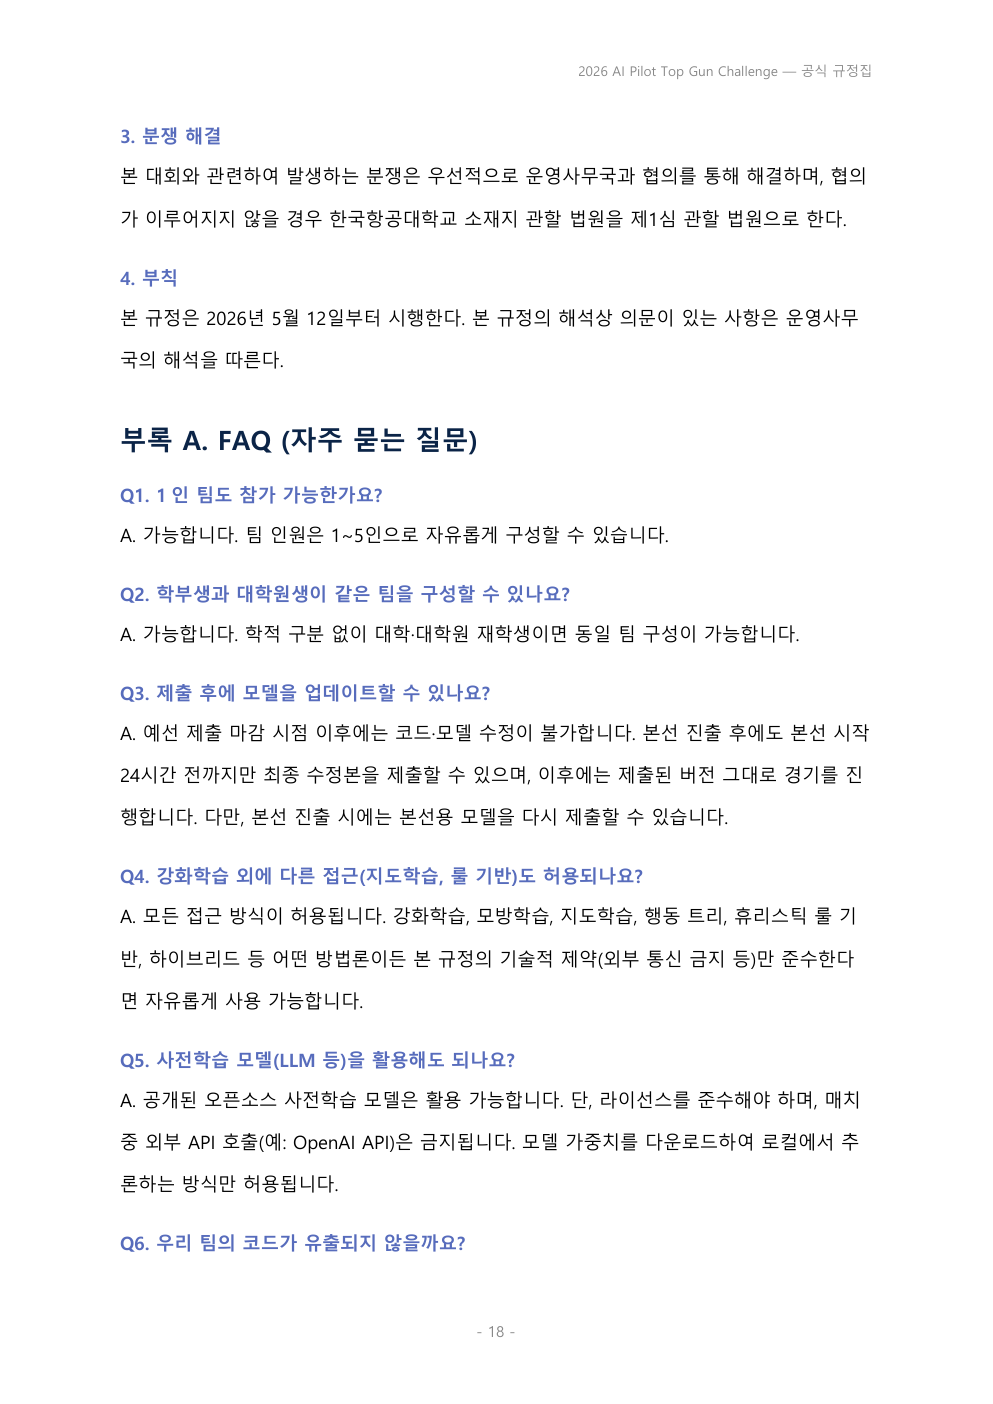 2026 AI Pilot Top Gun Challenge — 공식 규정집
3. 분쟁 해결
본 대회와 관련하여 발생하는 분쟁은 우선적으로 운영사무국과 협의를 통해 해결하며, 협의
가 이루어지지 않을 경우 한국항공대학교 소재지 관할 법원을 제1심 관할 법원으로 한다.
4. 부칙
본 규정은 2026년 5월 12일부터 시행한다. 본 규정의 해석상 의문이 있는 사항은 운영사무
국의 해석을 따른다.
부록 A. FAQ (자주 묻는 질문)
Q1. 1 인 팀도 참가 가능한가요?
A. 가능합니다. 팀 인원은 1~5인으로 자유롭게 구성할 수 있습니다.
Q2. 학부생과 대학원생이 같은 팀을 구성할 수 있나요?
A. 가능합니다. 학적 구분 없이 대학·대학원 재학생이면 동일 팀 구성이 가능합니다.
Q3. 제출 후에 모델을 업데이트할 수 있나요?
A. 예선 제출 마감 시점 이후에는 코드·모델 수정이 불가합니다. 본선 진출 후에도 본선 시작
24시간 전까지만 최종 수정본을 제출할 수 있으며, 이후에는 제출된 버전 그대로 경기를 진
행합니다. 다만, 본선 진출 시에는 본선용 모델을 다시 제출할 수 있습니다.
Q4. 강화학습 외에 다른 접근(지도학습, 룰 기반)도 허용되나요?
A. 모든 접근 방식이 허용됩니다. 강화학습, 모방학습, 지도학습, 행동 트리, 휴리스틱 룰 기
반, 하이브리드 등 어떤 방법론이든 본 규정의 기술적 제약(외부 통신 금지 등)만 준수한다
면 자유롭게 사용 가능합니다.
Q5. 사전학습 모델(LLM 등)을 활용해도 되나요?
A. 공개된 오픈소스 사전학습 모델은 활용 가능합니다. 단, 라이선스를 준수해야 하며, 매치
중 외부 API 호출(예: OpenAI API)은 금지됩니다. 모델 가중치를 다운로드하여 로컬에서 추
론하는 방식만 허용됩니다.
Q6. 우리 팀의 코드가 유출되지 않을까요?
- 18 -